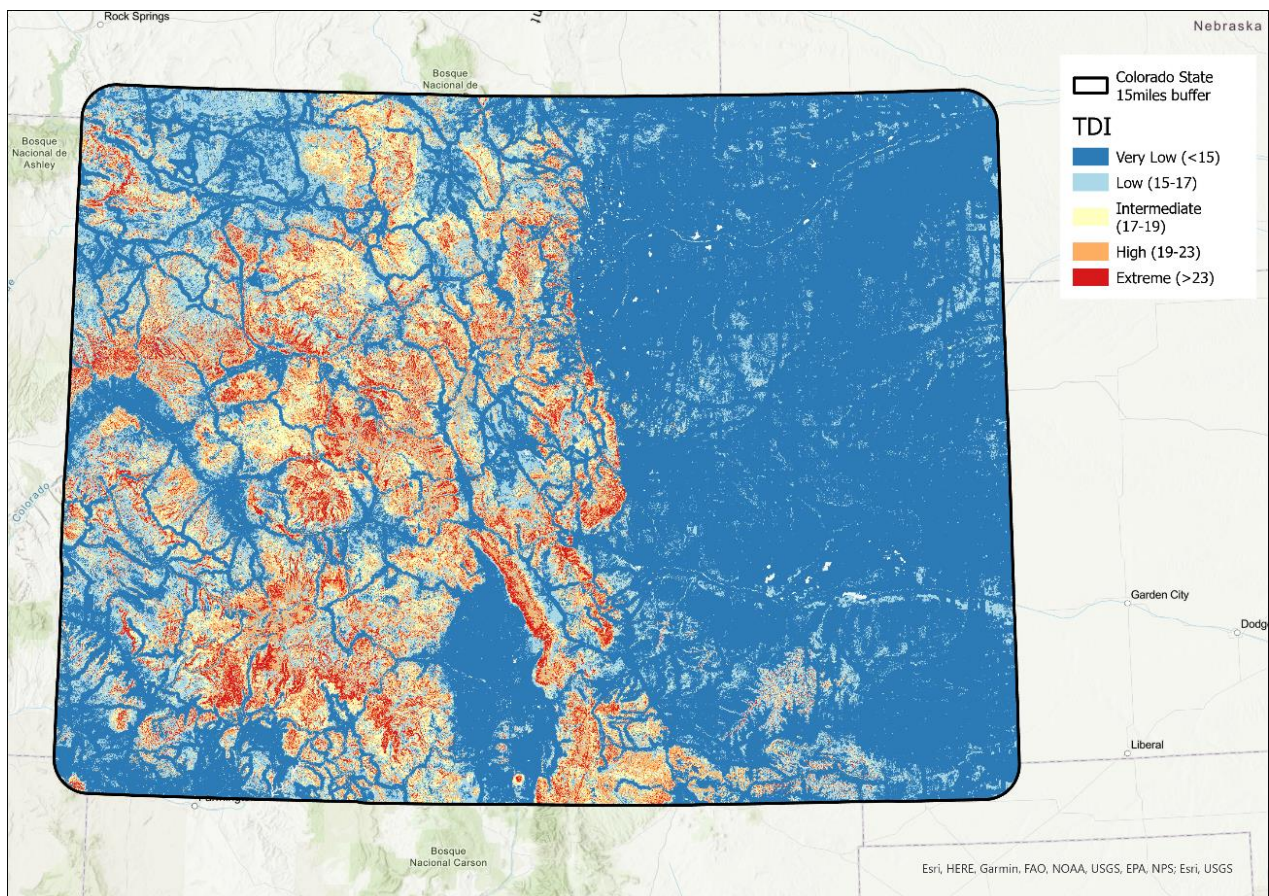 Rock Springs
Nebraska
Bosque
Nacional de
Bosque
Nacional de
Ashley
Colorado State
15miles buffer
TDI
Very Low (<15)
Low (15-17)
Intermediate
(17-19)
High (19-23)
Extreme (>23)
Colorado
Garden City
Liberal
Bosque
Nacional Carson
Esri, HERE, Garmin, FAO, NOAA, USGS, EPA, NPS; Esri, USGS